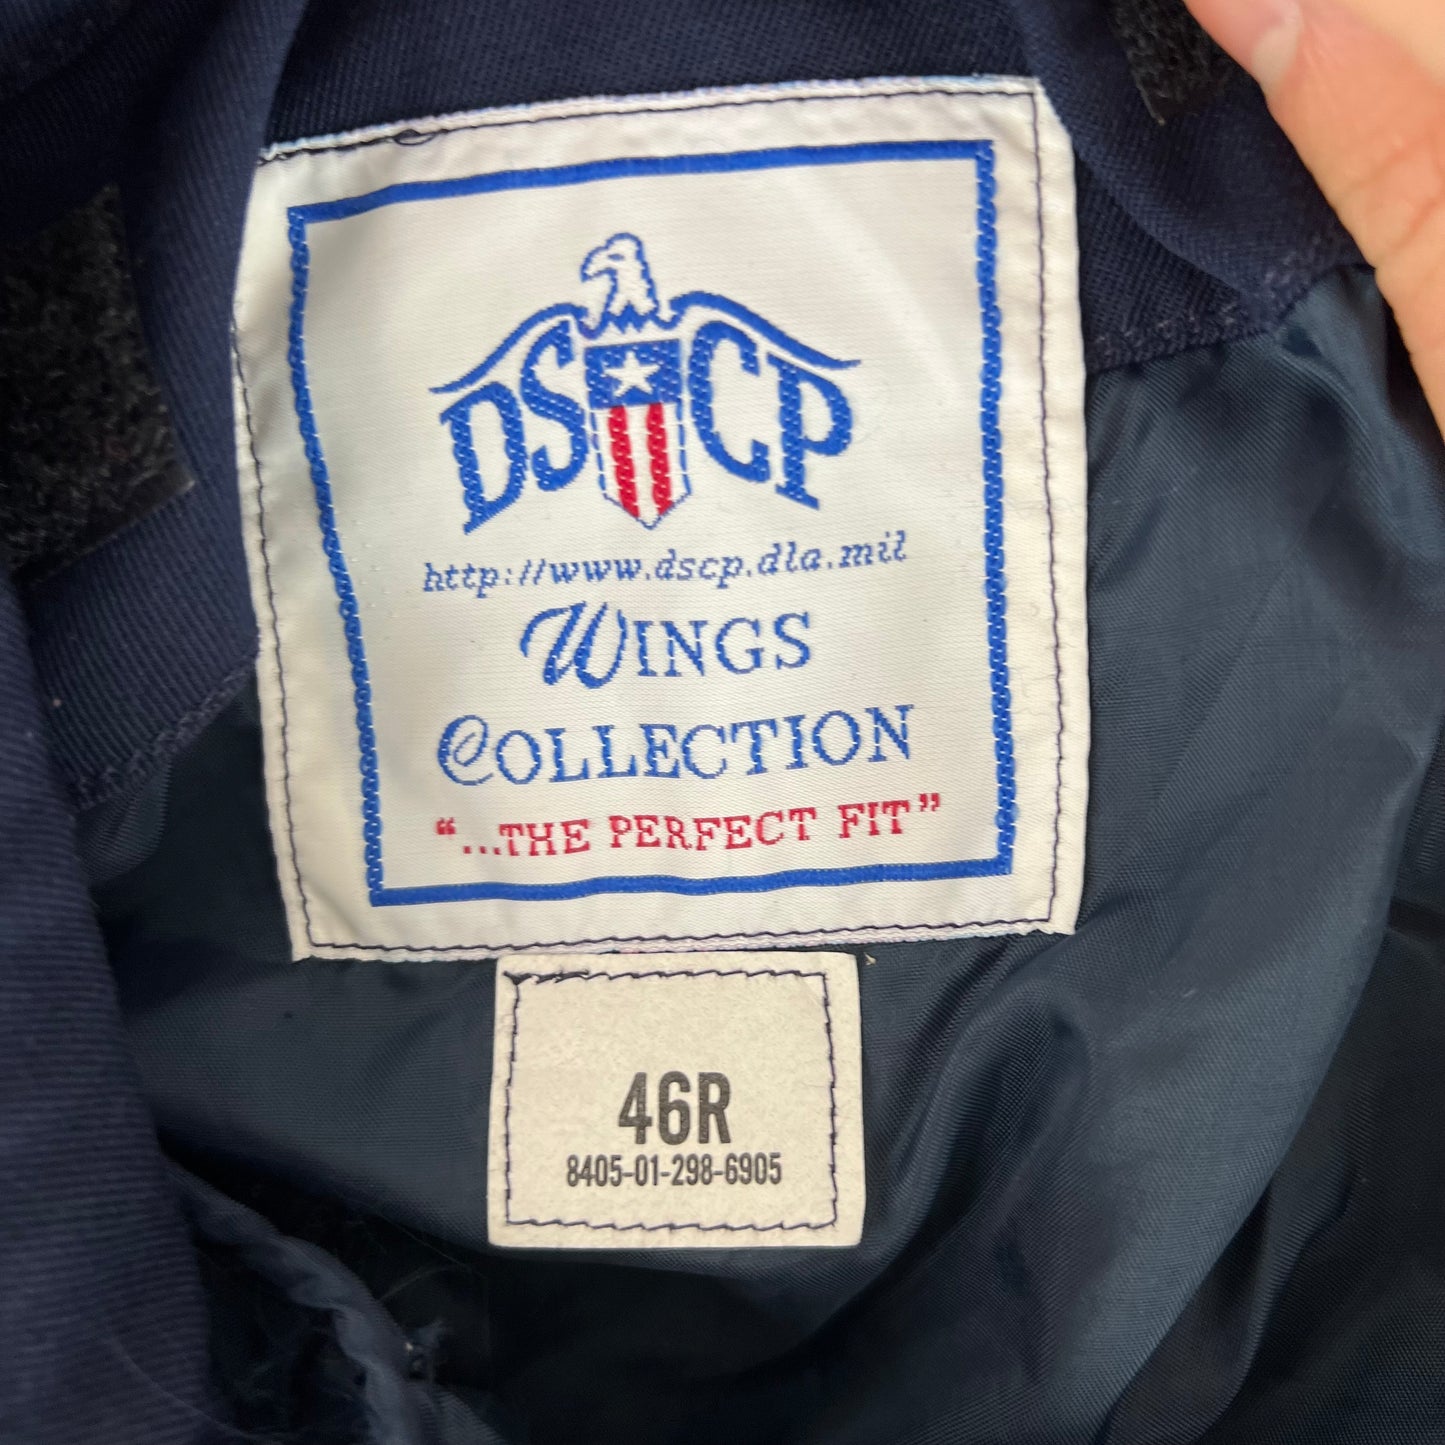 DSCP
http://www.dscp.dla.mil
WINGS
COLLECTION
“...THE PERFECT FIT”
46R
8405-01-298-6905